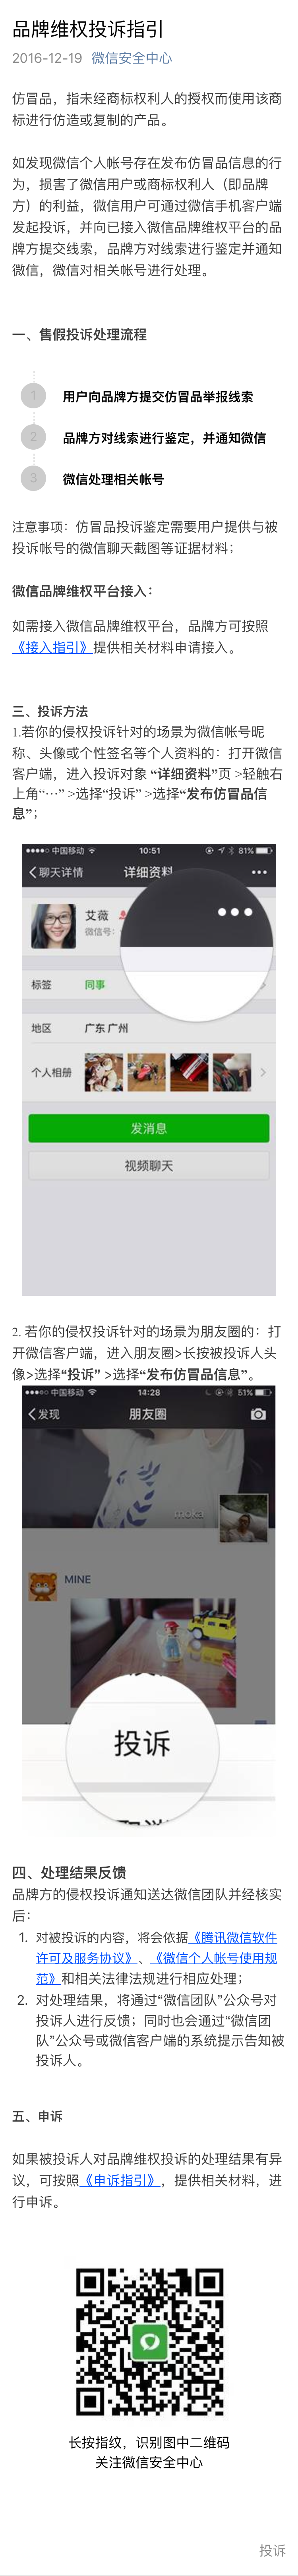 品牌维权投诉指引
2016-12-19 微信安全中心
仿冒品，指未经商标权利人的授权而使用该商
标进行仿造或复制的产品。
如发现微信个人帐号存在发布仿冒品信息的行
为，损害了微信用户或商标权利人（即品牌
方）的利益，微信用户可通过微信手机客户端
发起投诉，并向已接入微信品牌维权平台的品
牌方提交线索，品牌方对线索进行鉴定并通知
微信，微信对相关帐号进行处理。
一、售假投诉处理流程
1 用户向品牌方提交仿冒品举报线索
2 品牌方对线索进行鉴定，并通知微信
3 微信处理相关帐号
注意事项：仿冒品投诉鉴定需要用户提供与被
投诉帐号的微信聊天截图等证据材料；
微信品牌维权平台接入：
如需接入微信品牌维权平台，品牌方可按照
《接入指引》提供相关材料申请接入。
三、投诉方法
1.若你的侵权投诉针对的场景为微信帐号昵
称、头像或个性签名等个人资料的：打开微信
客户端，进入投诉对象 “详细资料”页 >轻触右
上角“···” >选择“投诉” >选择“发布仿冒品信
息”；
中国移动 10:51 81%
聊天详情 详细资料
艾薇
微信号：
标签 同事
地区 广东 广州
个人相册
发消息
视频聊天
2. 若你的侵权投诉针对的场景为朋友圈的：打
开微信客户端，进入朋友圈>长按被投诉人头
像>选择“投诉” >选择“发布仿冒品信息”。
中国移动 14:28 51%
发现 朋友圈
moka
MINE
投诉
四、处理结果反馈
品牌方的侵权投诉通知送达微信团队并经核实
后：
1. 对被投诉的内容，将会依据《腾讯微信软件
许可及服务协议》、《微信个人帐号使用规
范》和相关法律法规进行相应处理；
2. 对处理结果，将通过“微信团队”公众号对
投诉人进行反馈；同时也会通过“微信团
队”公众号或微信客户端的系统提示告知被
投诉人。
五、申诉
如果被投诉人对品牌维权投诉的处理结果有异
议，可按照《申诉指引》，提供相关材料，进
行申诉。
长按指纹，识别图中二维码
关注微信安全中心
投诉